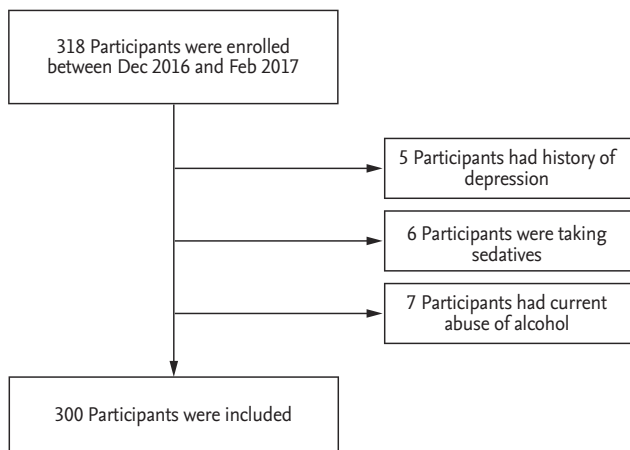 318 Participants were enrolled
between Dec 2016 and Feb 2017
5 Participants had history of
depression
6 Participants were taking
sedatives
7 Participants had current
abuse of alcohol
300 Participants were included